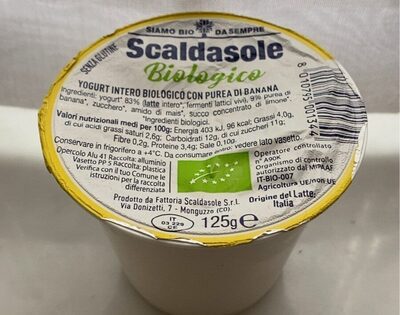 SIAMO BIO DA SEMPRE
SENZA GLUTINE
Scaldasole
Biologico
YOGURT INTERO BIOLOGICO CON PUREA DI BANANA
Ingredienti: yogurt* 83% (latte intero*, fermenti lattici vivi), 9% purea di
banana*, zucchero*, amido di mais*, succo concentrato di limone*.
*ingredienti biologici.
Valori nutrizionali medi per 100g: Energia 403 kJ, 96 kcal; Grassi 4,0g,
di cui acidi grassi saturi 2,6g; Carboidrati 12g, di cui zuccheri 11g;
Fibre 0,2g, Proteine 3,4g; Sale 0,10g.
Conservare in frigorifero a +4°C. Da consumare entro: vedere lato vasetto.
Opercolo Alu 41 Raccolta: alluminio
Vasetto PP 5 Raccolta: plastica
Verifica con il tuo Comune le
istruzioni per la raccolta
differenziata
Operatore controllato
n° A90K
Organismo di controllo
autorizzato dal MIPAAF
IT-BIO-007
Agricoltura UE/non UE
Origine del Latte:
Italia
Prodotto da Fattoria Scaldasole S.r.l.
Via Donizetti, 7 - Monguzzo (CO)
IT
03 229
CE
125g e